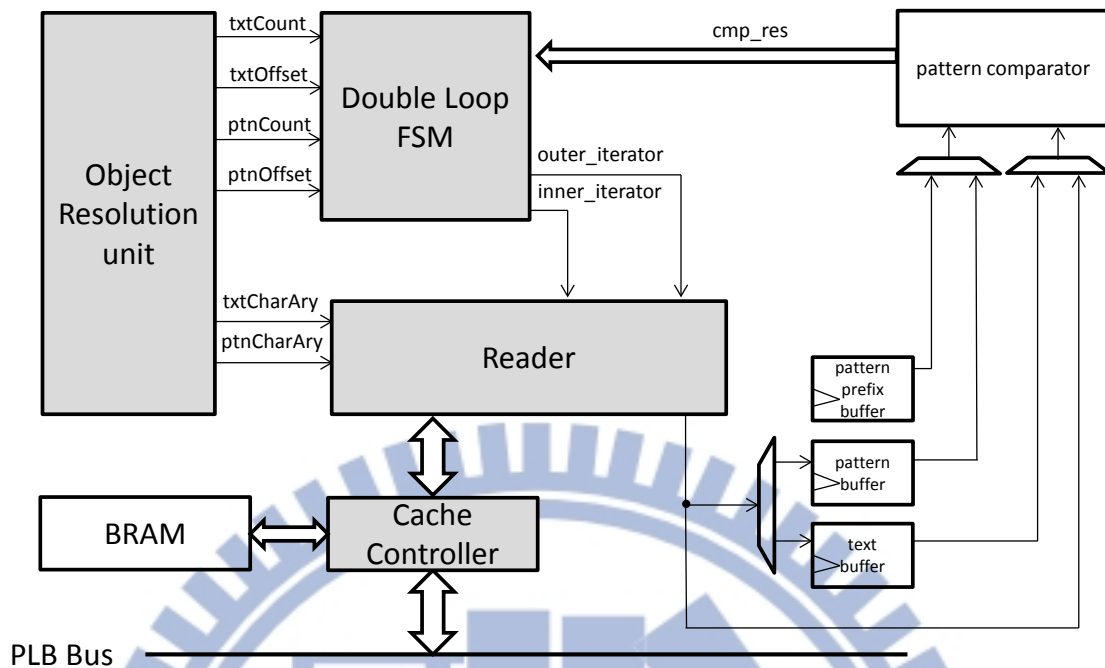 txtCount
txtOffset
ptnCount
ptnOffset
Object
Resolution
unit
Double Loop
FSM
cmp_res
pattern comparator
outer_iterator
inner_iterator
txtCharAry
ptnCharAry
Reader
pattern
prefix
buffer
pattern
buffer
text
buffer
BRAM
Cache
Controller
PLB Bus